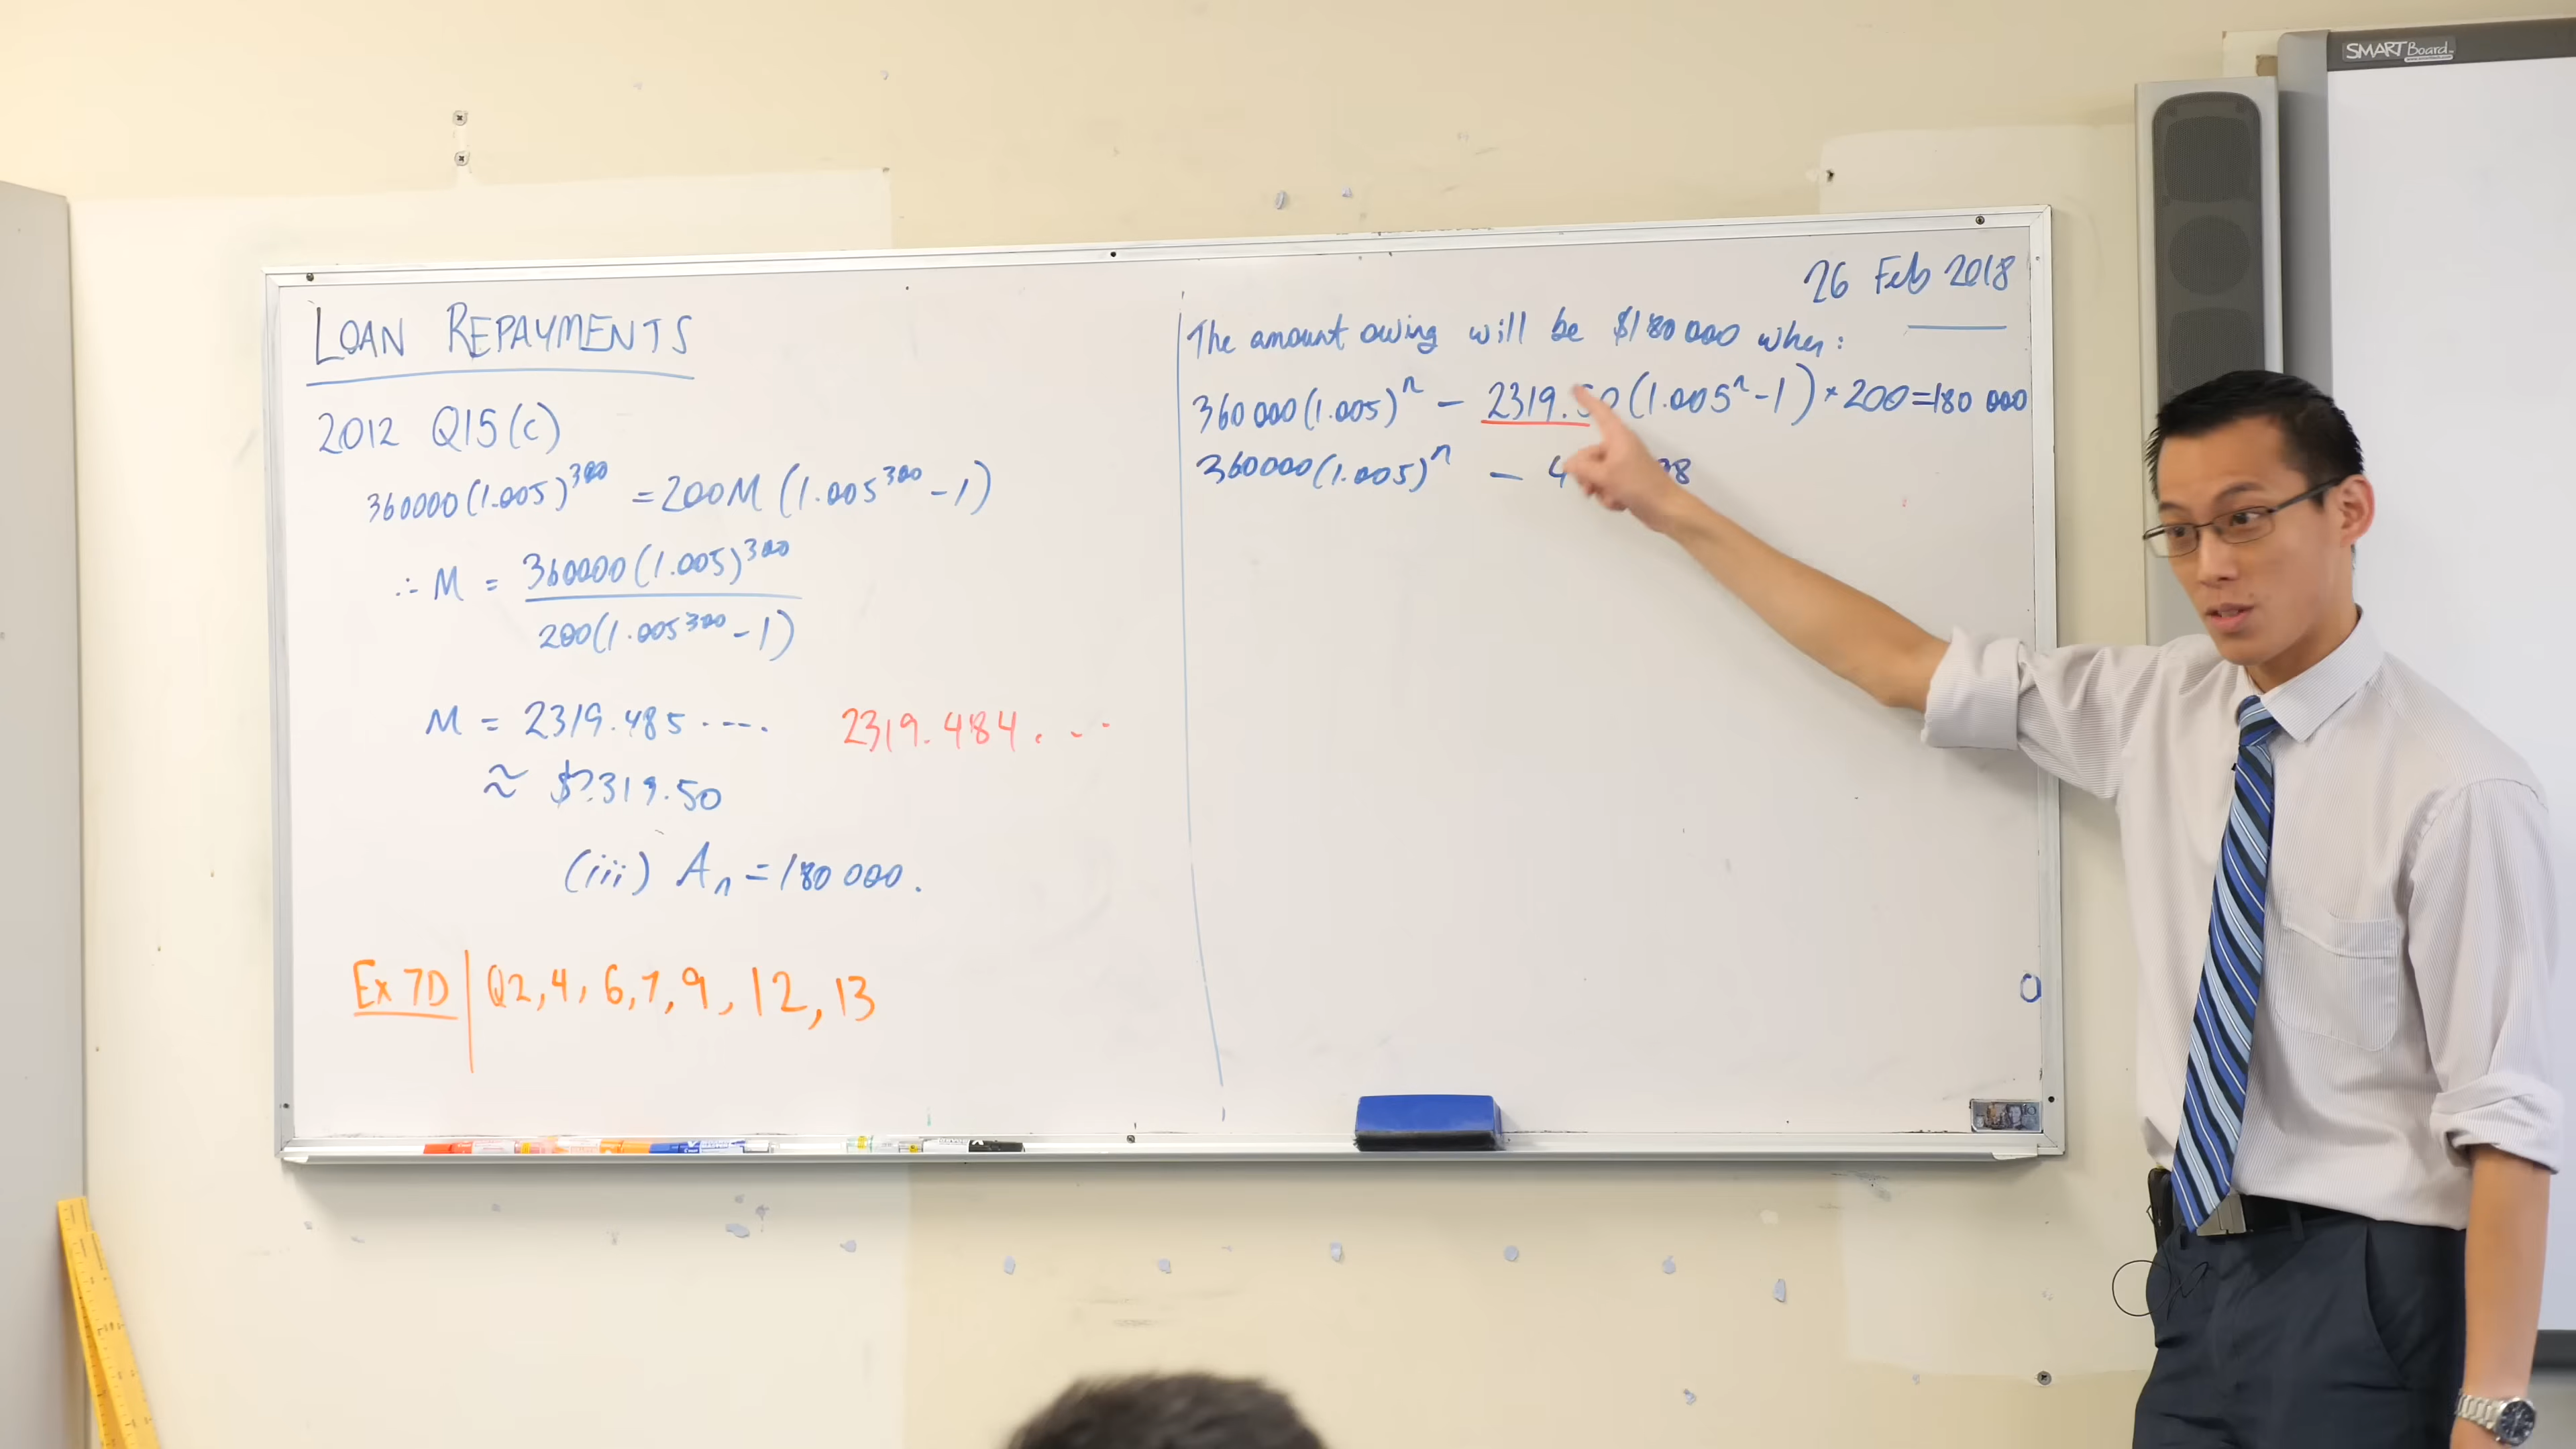 LOAN REPAYMENTS
2012 Q15(c)
360000(1.005)³⁰⁰ = 200M(1.005³⁰⁰ - 1)
∴ M = 360000(1.005)³⁰⁰
200(1.005³⁰⁰ - 1)
M = 2319.485 ....
2319.484 ...
≈ $2319.50
(iii) Aₙ = 180 000.
Ex 7D | Q2, 4, 6, 7, 9, 12, 13
26 Feb 2018
The amount owing will be $180 000 when:
360 000(1.005)ⁿ - 2319.50(1.005ⁿ - 1) × 200 = 180 000
360000(1.005)ⁿ -
SMART Board